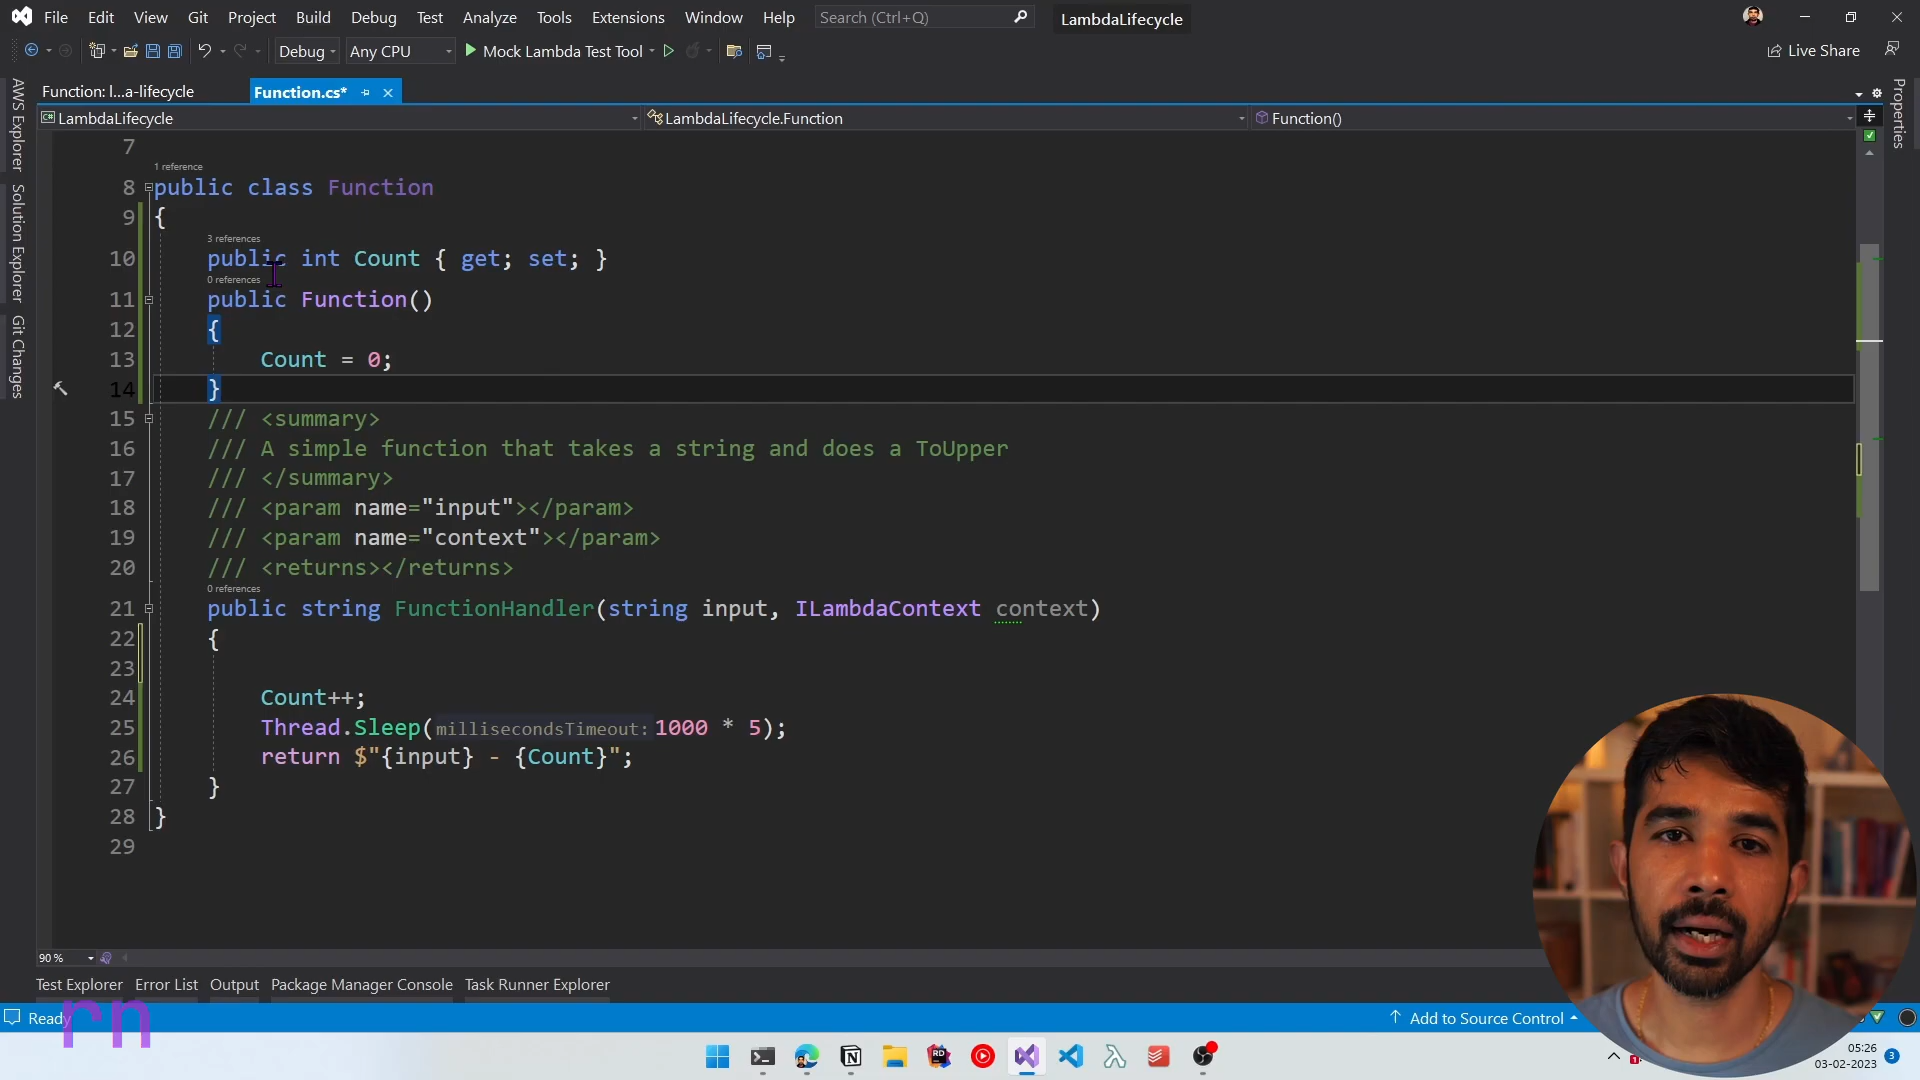 File Edit View Git Project Build Debug Test Analyze Tools Extensions Window Help Search (Ctrl+Q) LambdaLifecycle
Debug Any CPU Mock Lambda Test Tool Live Share
Function: l...a-lifecycle Function.cs*
LambdaLifecycle LambdaLifecycle.Function Function()
AWS Explorer
Solution Explorer
Git Changes
Properties
7
1 reference
8 public class Function
9 {
3 references
10 public int Count { get; set; }
0 references
11 public Function()
12 {
13 Count = 0;
14 }
15 /// <summary>
16 /// A simple function that takes a string and does a ToUpper
17 /// </summary>
18 /// <param name="input"></param>
19 /// <param name="context"></param>
20 /// <returns></returns>
0 references
21 public string FunctionHandler(string input, ILambdaContext context)
22 {
23
24 Count++;
25 Thread.Sleep(millisecondsTimeout: 1000 * 5);
26 return $"{input} - {Count}";
27 }
28 }
29
90 %
Test Explorer Error List Output Package Manager Console Task Runner Explorer
Ready Add to Source Control
rn
RD
05:26
03-02-2023
3
1